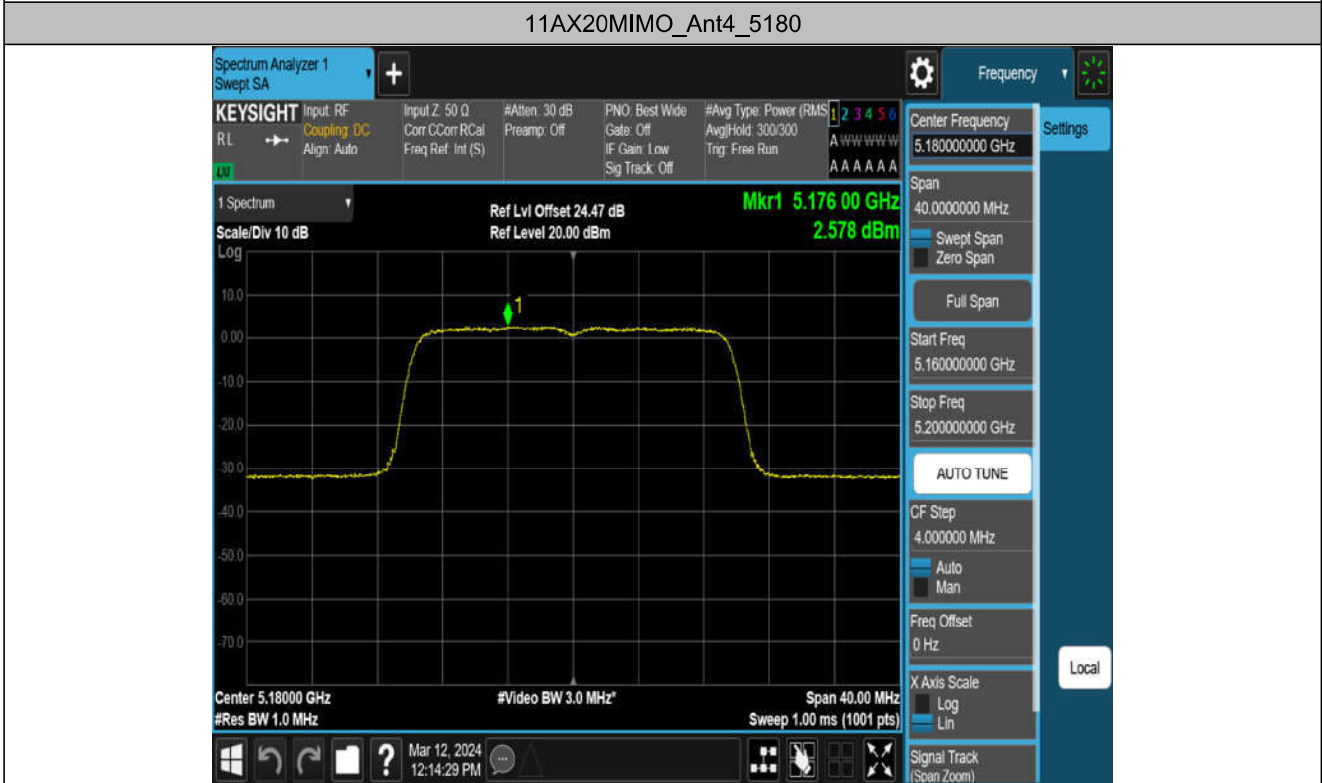 11AX20MIMO_Ant4_5180
Spectrum Analyzer 1
Swept SA
+
Frequency
KEYSIGHT
RL
LXI
Input: RF
Coupling: DC
Align: Auto
Input Z: 50 Ω
Corr CCorr RCal
Freq Ref: Int (S)
#Atten: 30 dB
Preamp: Off
PNO: Best Wide
Gate: Off
IF Gain: Low
Sig Track: Off
#Avg Type: Power (RMS
Avg|Hold: 300/300
Trig: Free Run
1 2 3 4 5 6
A W W W W W
A A A A A A
1 Spectrum
Scale/Div 10 dB
Log
Ref Lvl Offset 24.47 dB
Ref Level 20.00 dBm
Mkr1 5.176 00 GHz
2.578 dBm
1
10.0
0.00
-10.0
-20.0
-30.0
-40.0
-50.0
-60.0
-70.0
Center 5.18000 GHz
#Res BW 1.0 MHz
#Video BW 3.0 MHz*
Span 40.00 MHz
Sweep 1.00 ms (1001 pts)
?
Mar 12, 2024
12:14:29 PM
Center Frequency
5.180000000 GHz
Settings
Span
40.0000000 MHz
Swept Span
Zero Span
Full Span
Start Freq
5.160000000 GHz
Stop Freq
5.200000000 GHz
AUTO TUNE
CF Step
4.000000 MHz
Auto
Man
Freq Offset
0 Hz
X Axis Scale
Log
Lin
Signal Track
(Span Zoom)
Local